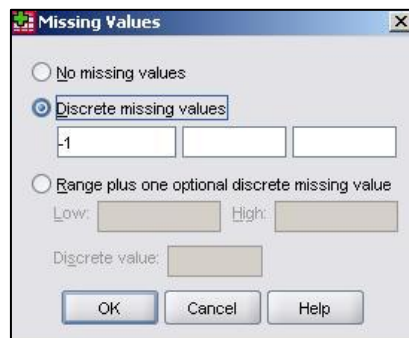 Missing Values
No missing values
Discrete missing values
-1
Range plus one optional discrete missing value
Low: High:
Discrete value:
OK Cancel Help